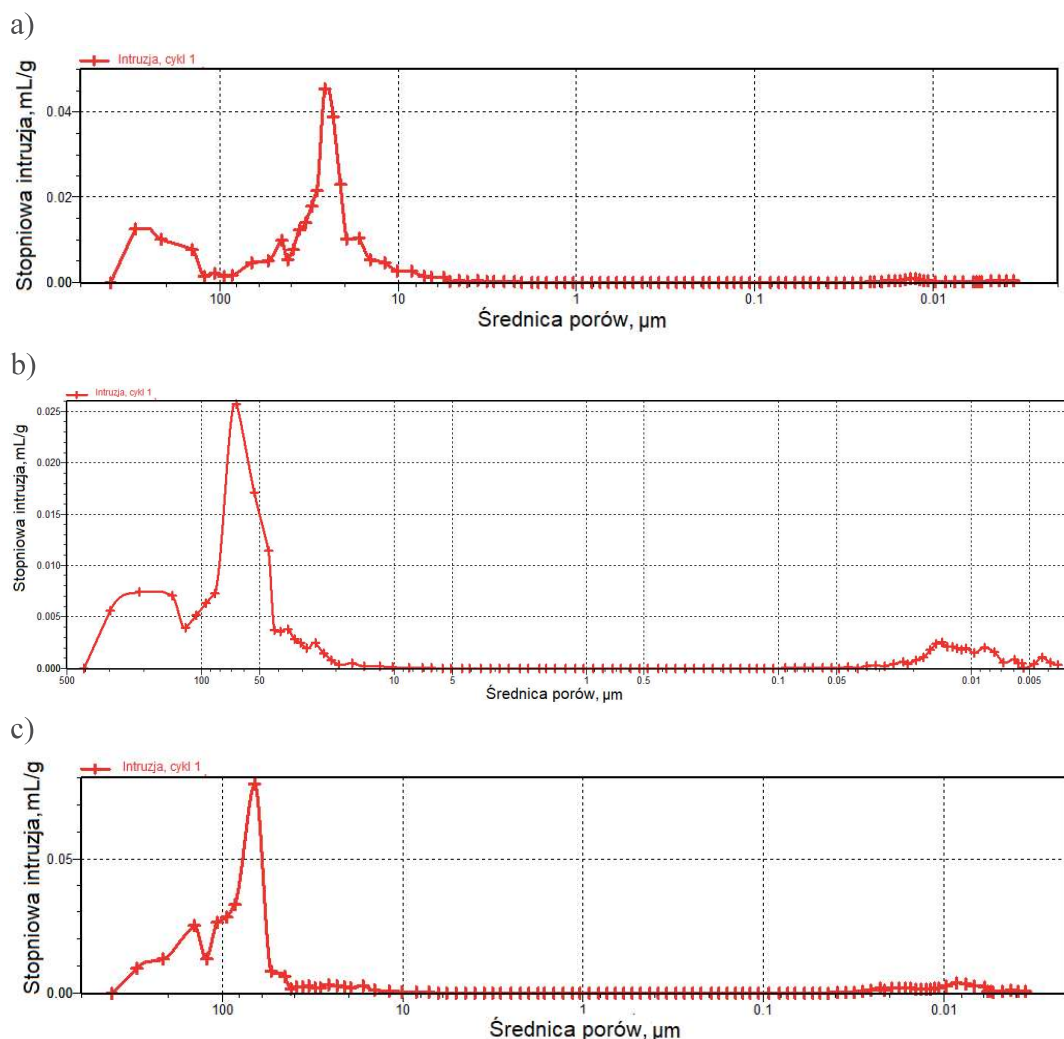 a)
Intruzja, cykl 1
Stopniowa intruzja,mL/g
0.04
0.02
0.00
100 10 1 0.1 0.01
Średnica porów, µm
b)
Intruzja, cykl 1
Stopniowa intruzja,mL/g
0.025
0.020
0.015
0.010
0.005
0.000
500 100 50 10 5 1 0.5 0.1 0.05 0.01 0.005
Średnica porów, µm
c)
Intruzja, cykl 1
Stopniowa intruzja,mL/g
0.05
0.00
100 10 1 0.1 0.01
Średnica porów, µm